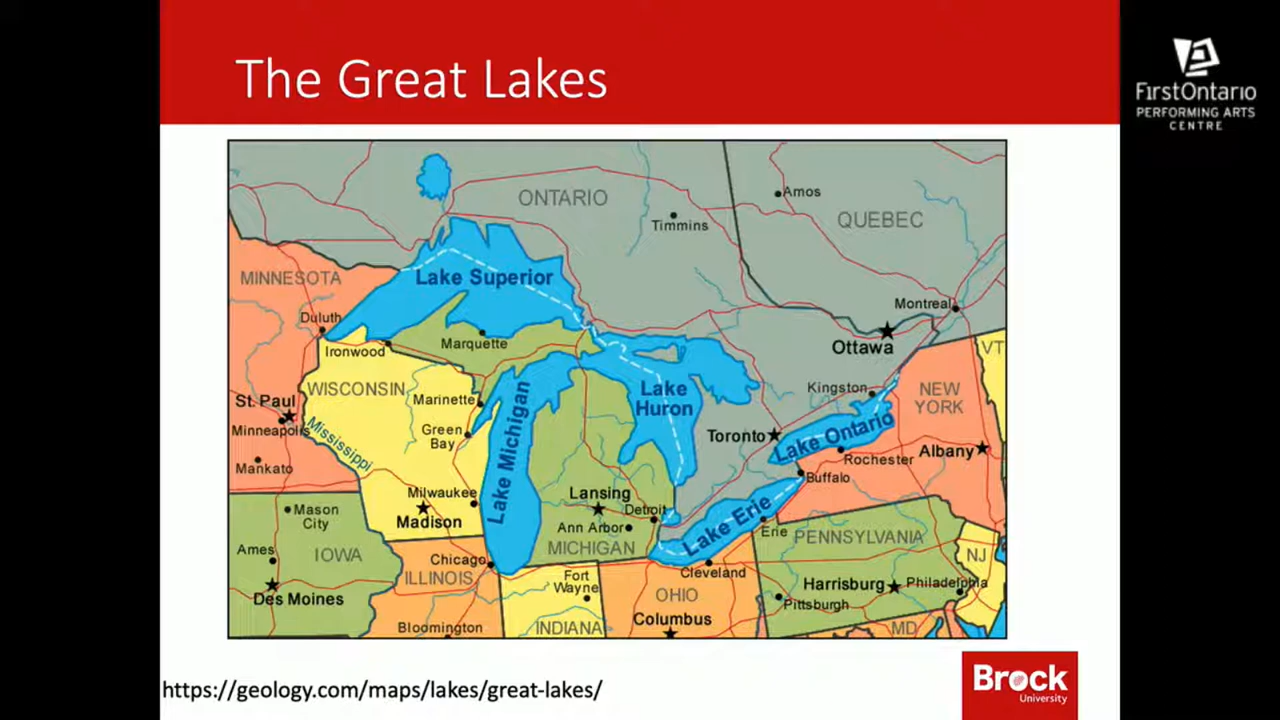 The Great Lakes
FirstOntario
PERFORMING ARTS
CENTRE
ONTARIO
Amos
QUEBEC
Timmins
MINNESOTA
Lake Superior
Montreal
Duluth
Ottawa
Ironwood
Marquette
VT
WISCONSIN
Lake Michigan
Lake
Huron
Kingston
NEW
YORK
St. Paul
Marinette
Minneapolis
Mississippi
Green
Bay
Toronto
Lake Ontario
Albany
Mankato
Rochester
Buffalo
Milwaukee
Lansing
Madison
Detroit
Mason
City
Ann Arbor
Lake Erie
Erie
PENNSYLVANIA
Ames
IOWA
MICHIGAN
NJ
Chicago
ILLINOIS
Fort
Wayne
Cleveland
Harrisburg
Philadelphia
Des Moines
OHIO
Pittsburgh
Columbus
Bloomington
INDIANA
MD
https://geology.com/maps/lakes/great-lakes/
Brock
University